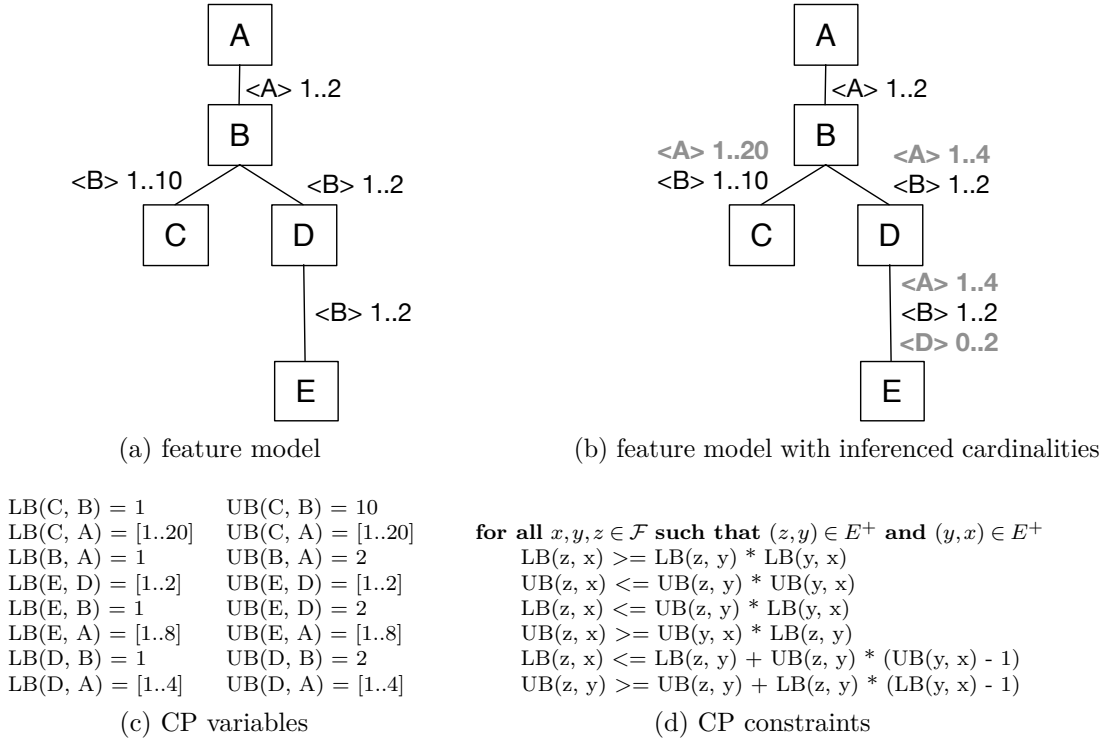 A
<A> 1..2
B
<B> 1..10
<B> 1..2
C
D
<B> 1..2
E
(a) feature model
A
<A> 1..2
B
<A> 1..20
<A> 1..4
<B> 1..10
<B> 1..2
C
D
<A> 1..4
<B> 1..2
<D> 0..2
E
(b) feature model with inferenced cardinalities
LB(C, B) = 1 UB(C, B) = 10
LB(C, A) = [1..20] UB(C, A) = [1..20]
LB(B, A) = 1 UB(B, A) = 2
LB(E, D) = [1..2] UB(E, D) = [1..2]
LB(E, B) = 1 UB(E, D) = 2
LB(E, A) = [1..8] UB(E, A) = [1..8]
LB(D, B) = 1 UB(D, B) = 2
LB(D, A) = [1..4] UB(D, A) = [1..4]
(c) CP variables
for all x,y,z ∈ F such that (z,y) ∈ E⁺ and (y,x) ∈ E⁺
LB(z, x) >= LB(z, y) * LB(y, x)
UB(z, x) <= UB(z, y) * UB(y, x)
LB(z, x) <= UB(z, y) * LB(y, x)
UB(z, x) >= UB(y, x) * LB(z, y)
LB(z, x) <= LB(z, y) + UB(z, y) * (UB(y, x) - 1)
UB(z, y) >= UB(z, y) + LB(z, y) * (LB(y, x) - 1)
(d) CP constraints